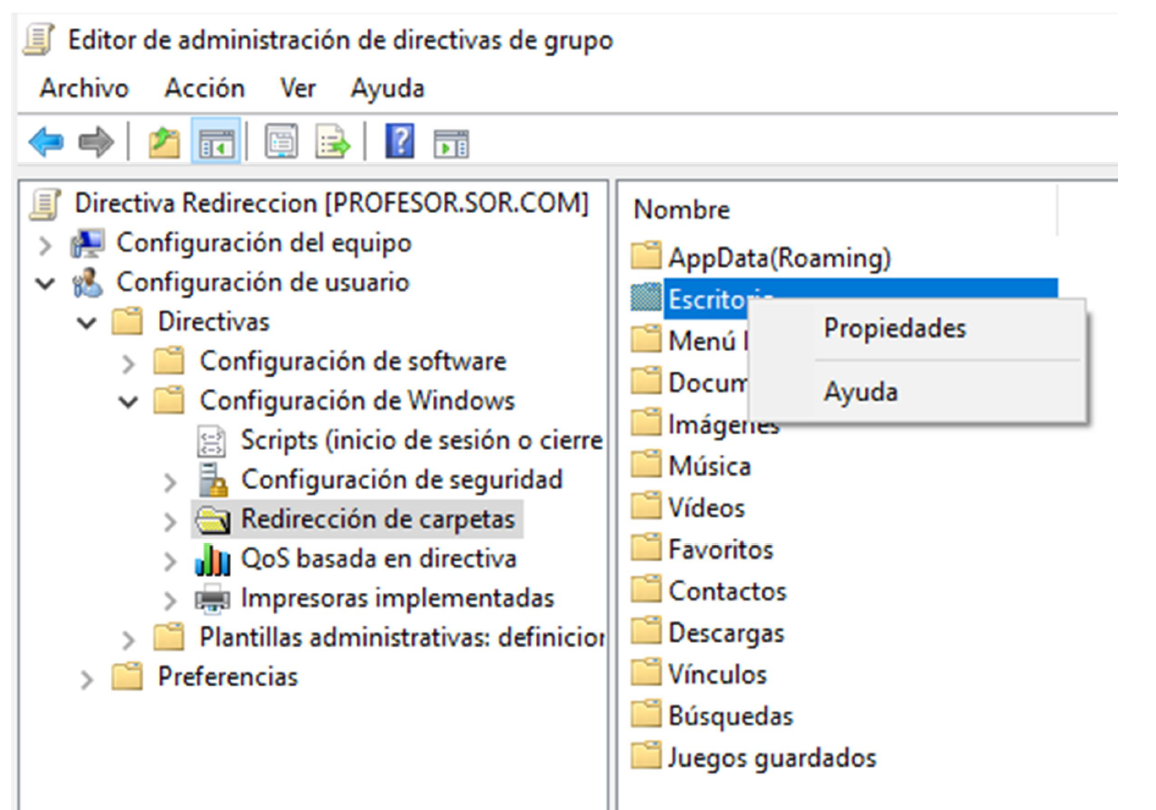 Editor de administración de directivas de grupo
Archivo Acción Ver Ayuda
Directiva Redireccion [PROFESOR.SOR.COM]
Configuración del equipo
Configuración de usuario
Directivas
Configuración de software
Configuración de Windows
Scripts (inicio de sesión o cierre
Configuración de seguridad
Redirección de carpetas
QoS basada en directiva
Impresoras implementadas
Plantillas administrativas: definicior
Preferencias
Nombre
AppData(Roaming)
Escritorio
Menú
Docum
Imágenes
Música
Vídeos
Favoritos
Contactos
Descargas
Vínculos
Búsquedas
Juegos guardados
Propiedades
Ayuda